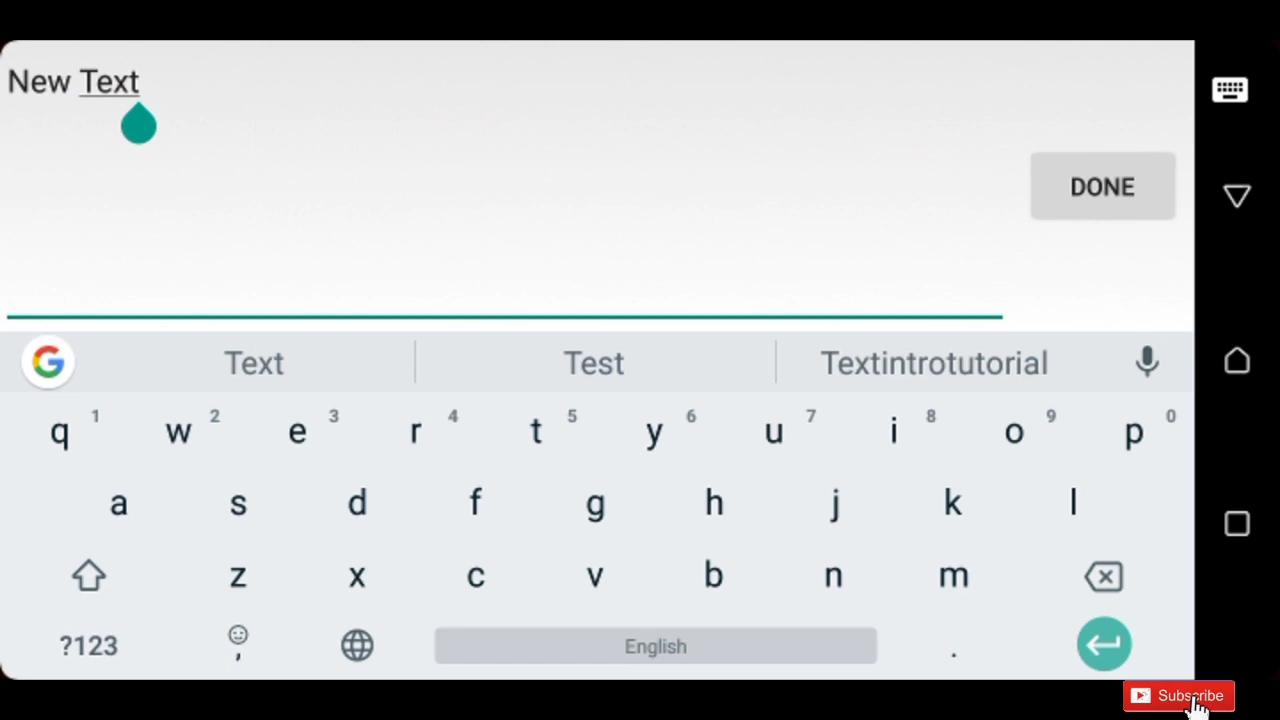 New Text
DONE
Text Test Textintrotutorial
q 1 w 2 e 3 r 4 t 5 y 6 u 7 i 8 o 9 p 0
a s d f g h j k l
z x c v b n m
?123 , English .
Subscribe